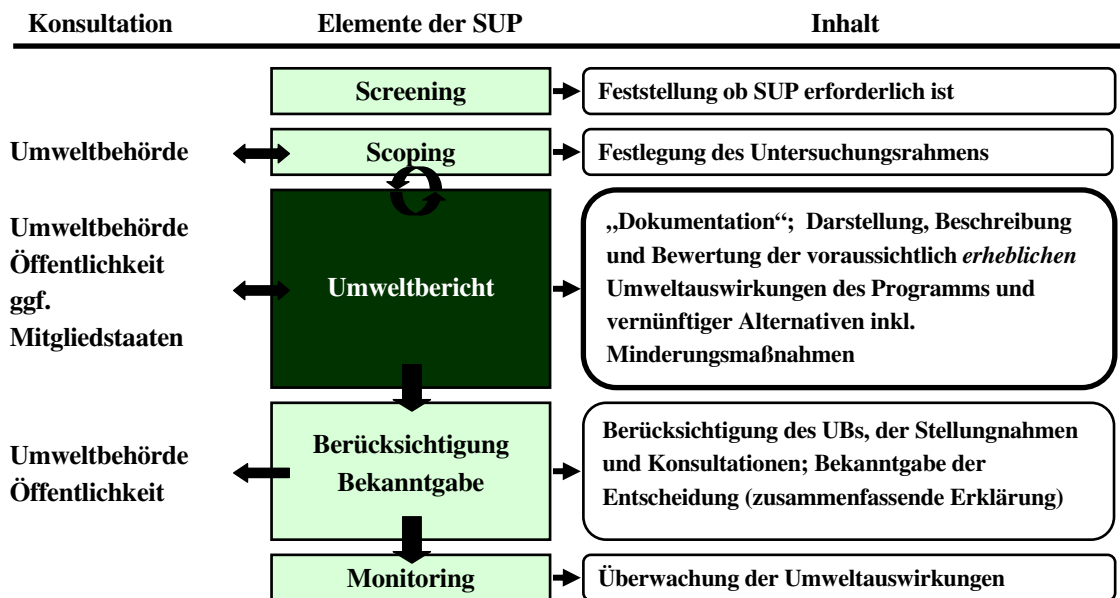 Konsultation Elemente der SUP Inhalt
Screening
Feststellung ob SUP erforderlich ist
Umweltbehörde
Scoping
Festlegung des Untersuchungsrahmens
Umweltbehörde
Öffentlichkeit
ggf.
Mitgliedstaaten
Umweltbericht
„Dokumentation“; Darstellung, Beschreibung
und Bewertung der voraussichtlich erheblichen
Umweltauswirkungen des Programms und
vernünftiger Alternativen inkl.
Minderungsmaßnahmen
Umweltbehörde
Öffentlichkeit
Berücksichtigung
Bekanntgabe
Berücksichtigung des UBs, der Stellungnahmen
und Konsultationen; Bekanntgabe der
Entscheidung (zusammenfassende Erklärung)
Monitoring
Überwachung der Umweltauswirkungen